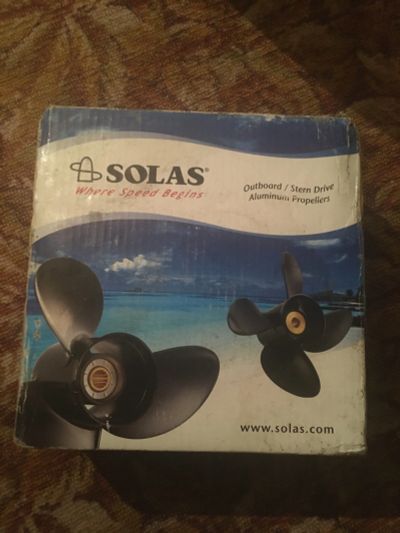 SOLAS®
Where Speed Begins
Outboard / Stern Drive
Aluminum Propellers
www.solas.com